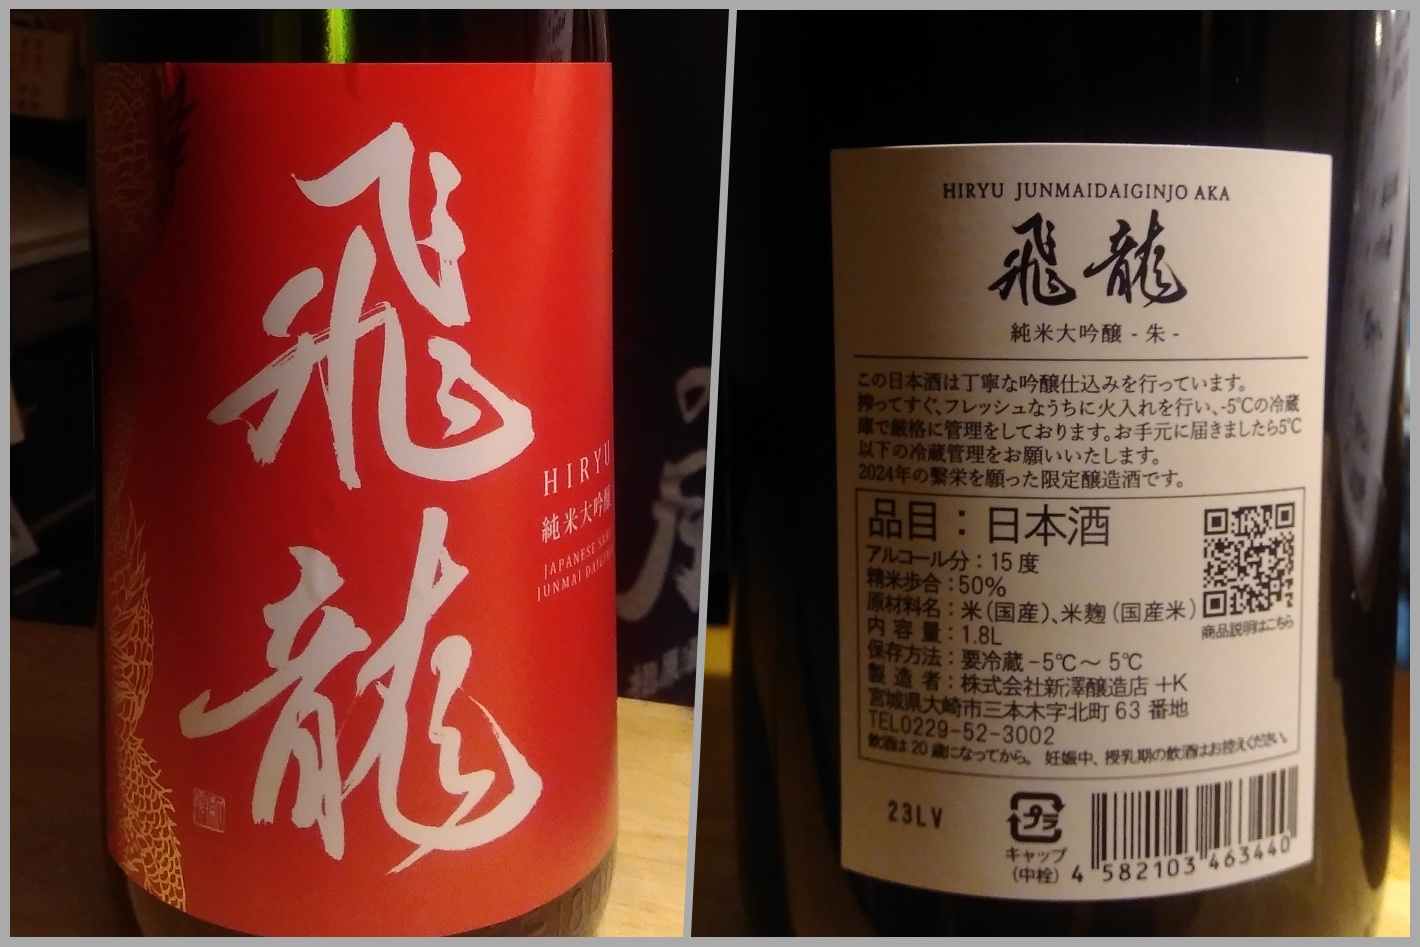 飛龍
HIRYU
純米大吟醸
JAPANESE
JUNMAI
HIRYU JUNMAIDAIGINJO AKA
飛龍
純米大吟醸 - 朱 -
この日本酒は丁寧な吟醸仕込みを行っています。
搾ってすぐ、フレッシュなうちに火入れを行い、-5℃の冷蔵
庫で厳格に管理をしております。お手元に届きましたら5℃
以下の冷蔵管理をお願いいたします。
2024年の繫栄を願った限定醸造酒です。
品目：日本酒
アルコール分：15度
精米歩合：50%
原材料名：米（国産）、米麹（国産米）
内容量：1.8L
保存方法：要冷蔵 -5℃～ 5℃
製造者：株式会社新澤醸造店 +K
宮城県大崎市三本木字北町 63 番地
TEL0229-52-3002
飲酒は 20 歳になってから。 妊娠中、授乳期の飲酒はお控えください。
商品説明はこちら
23LV
プラ
キャップ
（中栓）
4 582103 463440